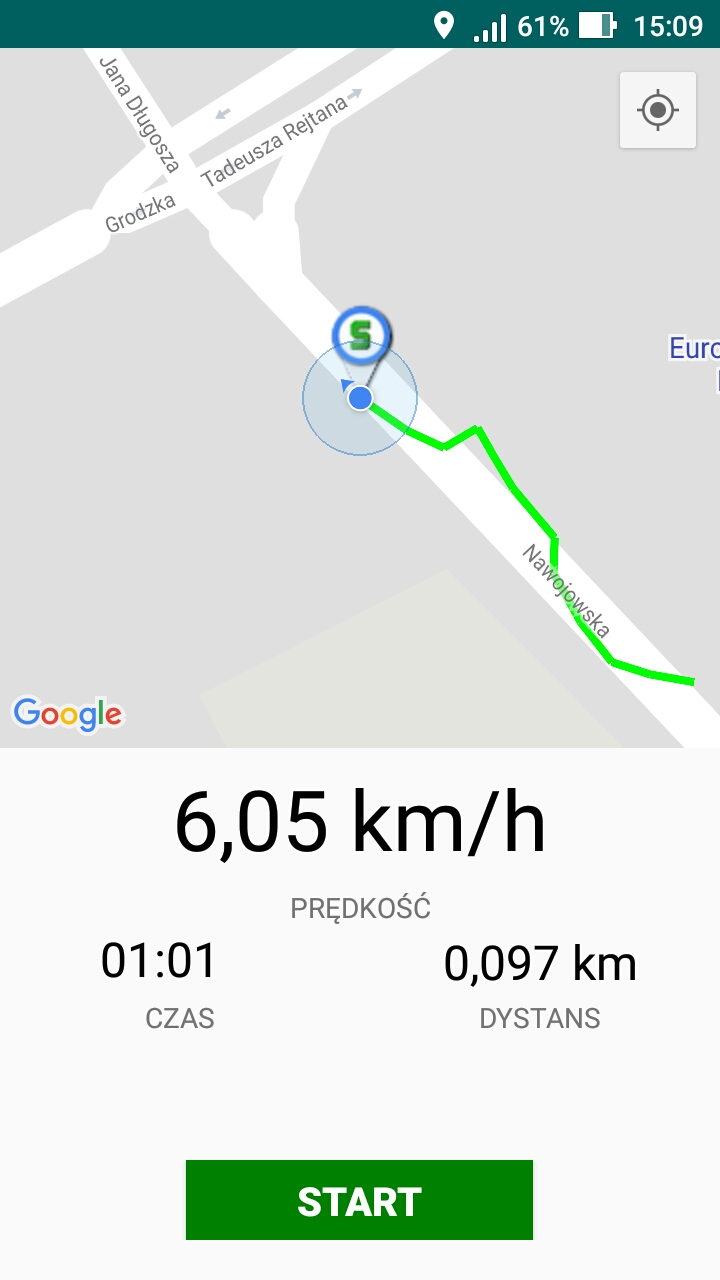 61% 15:09
Jana Długosza
Tadeusza Rejtana
Grodzka
S
Euro
Nawojowska
Google
6,05 km/h
PRĘDKOŚĆ
01:01
0,097 km
CZAS
DYSTANS
START